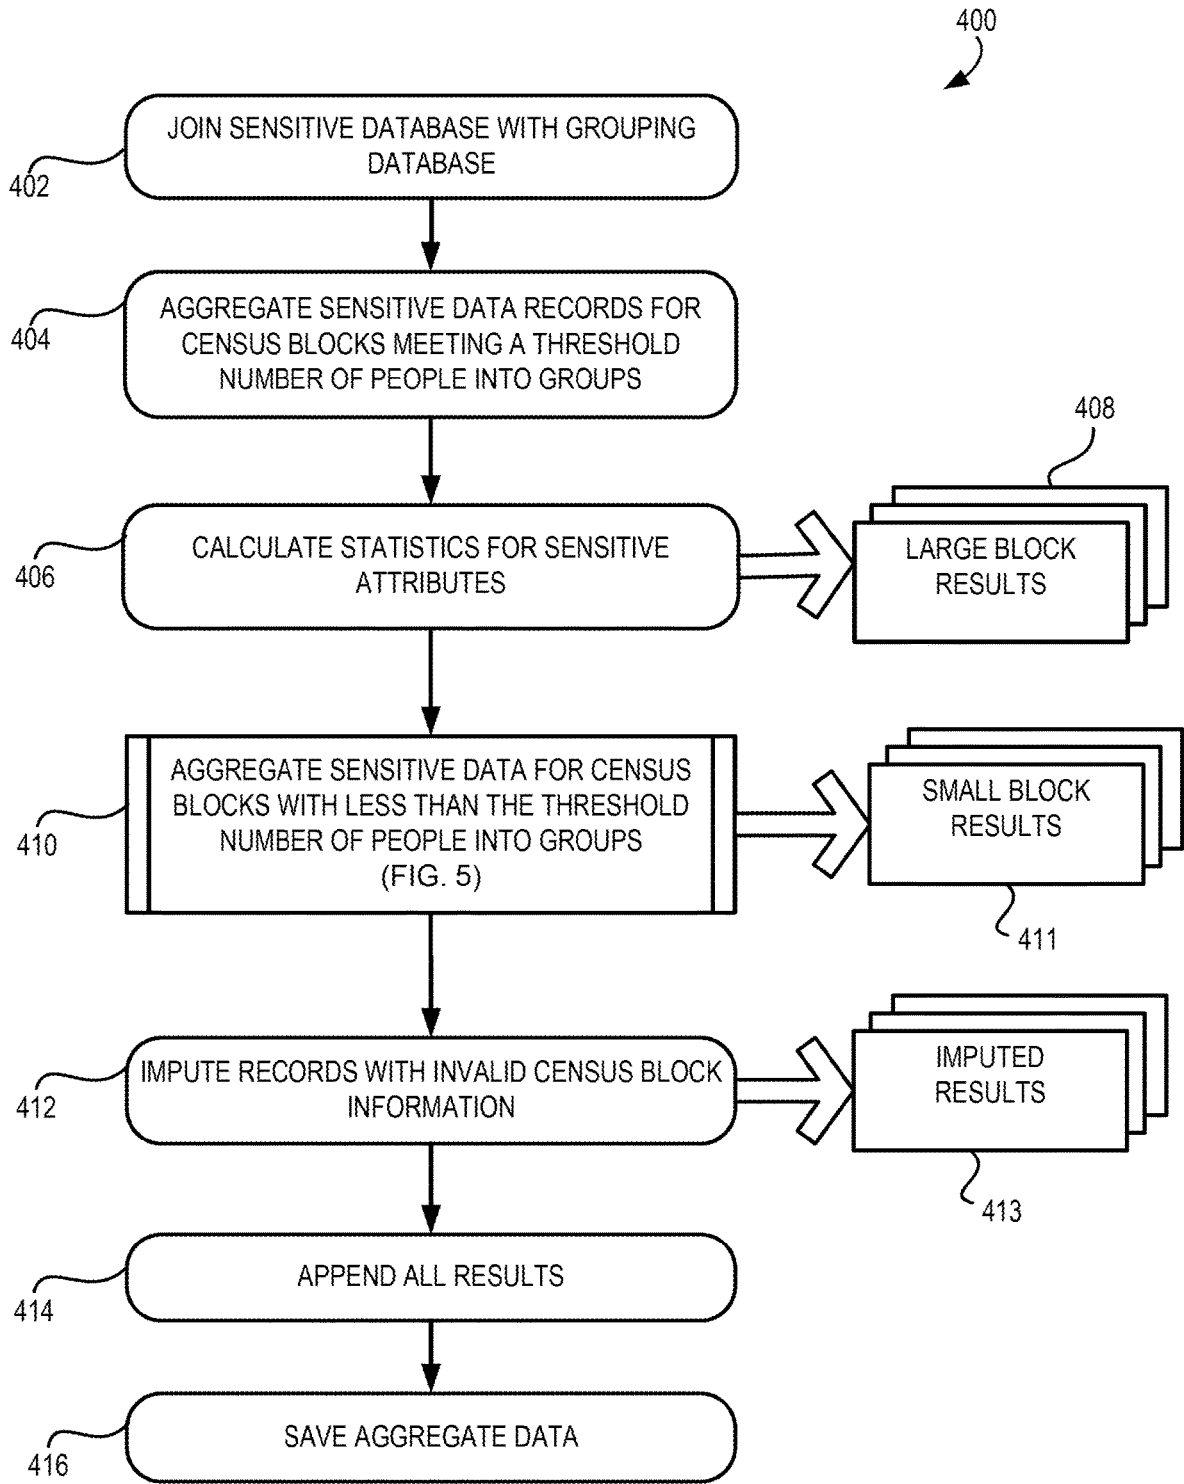 400
JOIN SENSITIVE DATABASE WITH GROUPING
DATABASE
402
AGGREGATE SENSITIVE DATA RECORDS FOR
CENSUS BLOCKS MEETING A THRESHOLD
NUMBER OF PEOPLE INTO GROUPS
404
408
CALCULATE STATISTICS FOR SENSITIVE
ATTRIBUTES
406
LARGE BLOCK
RESULTS
AGGREGATE SENSITIVE DATA FOR CENSUS
BLOCKS WITH LESS THAN THE THRESHOLD
NUMBER OF PEOPLE INTO GROUPS
(FIG. 5)
410
SMALL BLOCK
RESULTS
411
IMPUTE RECORDS WITH INVALID CENSUS BLOCK
INFORMATION
412
IMPUTED
RESULTS
413
APPEND ALL RESULTS
414
SAVE AGGREGATE DATA
416